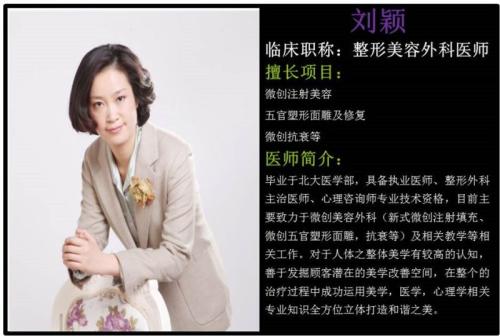 刘颖
临床职称：整形美容外科医师
擅长项目：
微创注射美容
五官塑形面雕及修复
微创抗衰等
医师简介：
毕业于北大医学部，具备执业医师、整形外科
主治医师、心理咨询师专业技术资格，目前主
要致力于微创美容外科（新式微创注射填充、
微创五官塑形面雕，抗衰等）及相关教学等相
关工作。对于人体之整体美学有较高的认知，
善于发掘顾客潜在的美学改善空间，在整个的
治疗过程中成功运用美学，医学，心理学相关
专业知识全方位立体打造和谐之美。